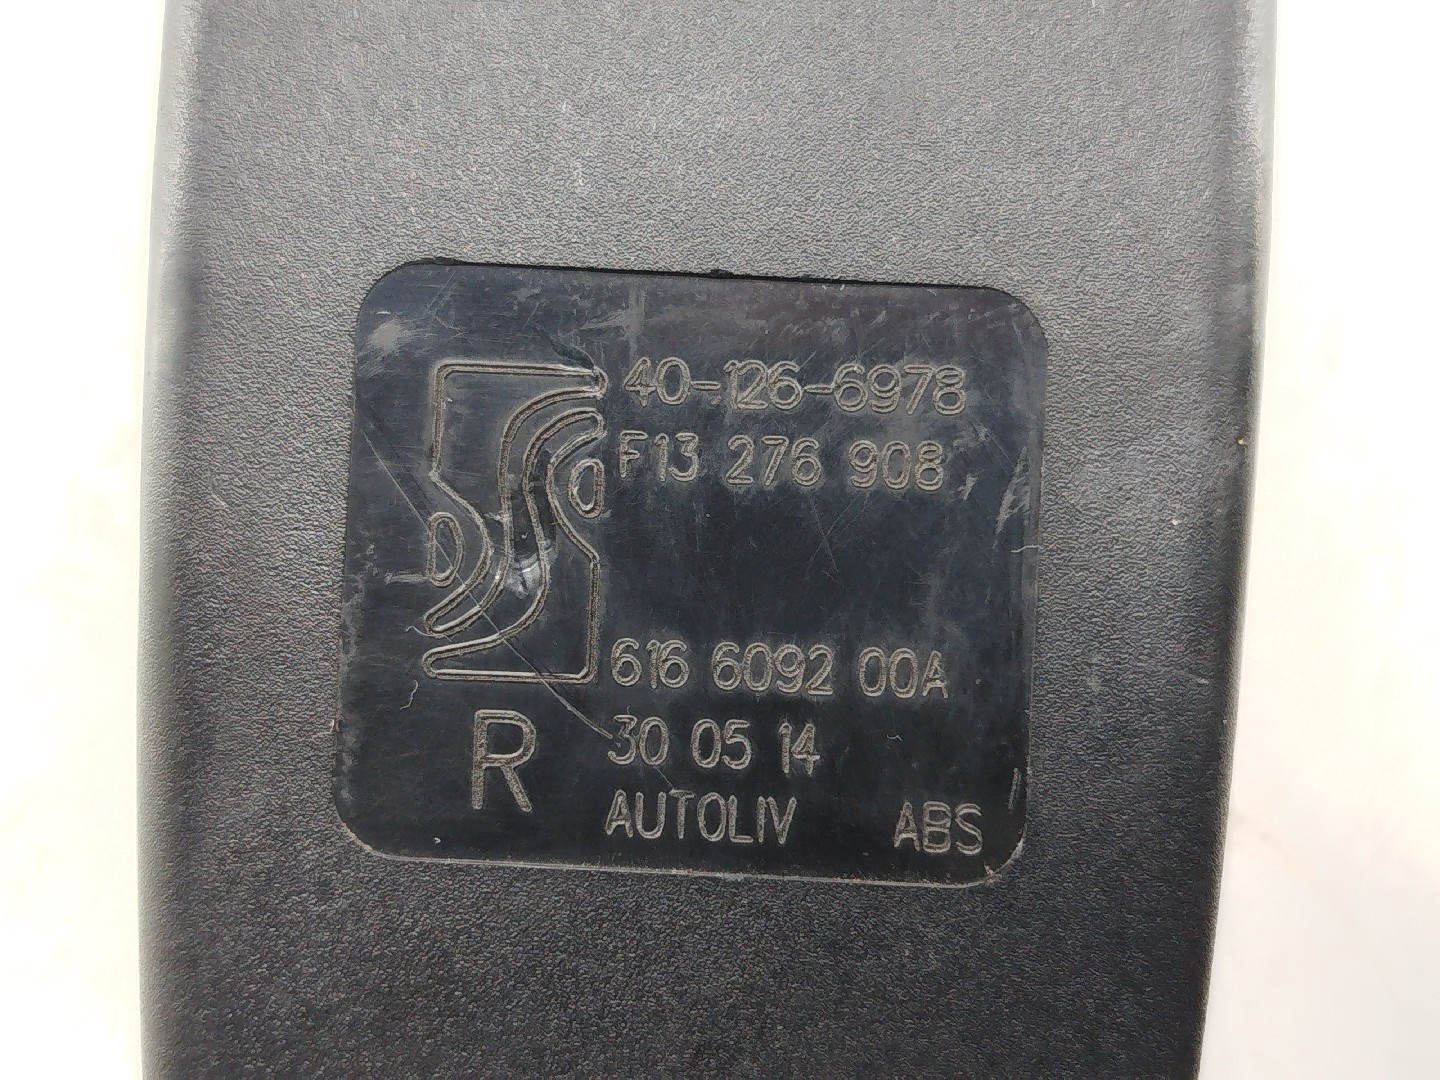 40-126-6978
F13 276 908
616 6092 00A
R
30 05 14
AUTOLIV ABS